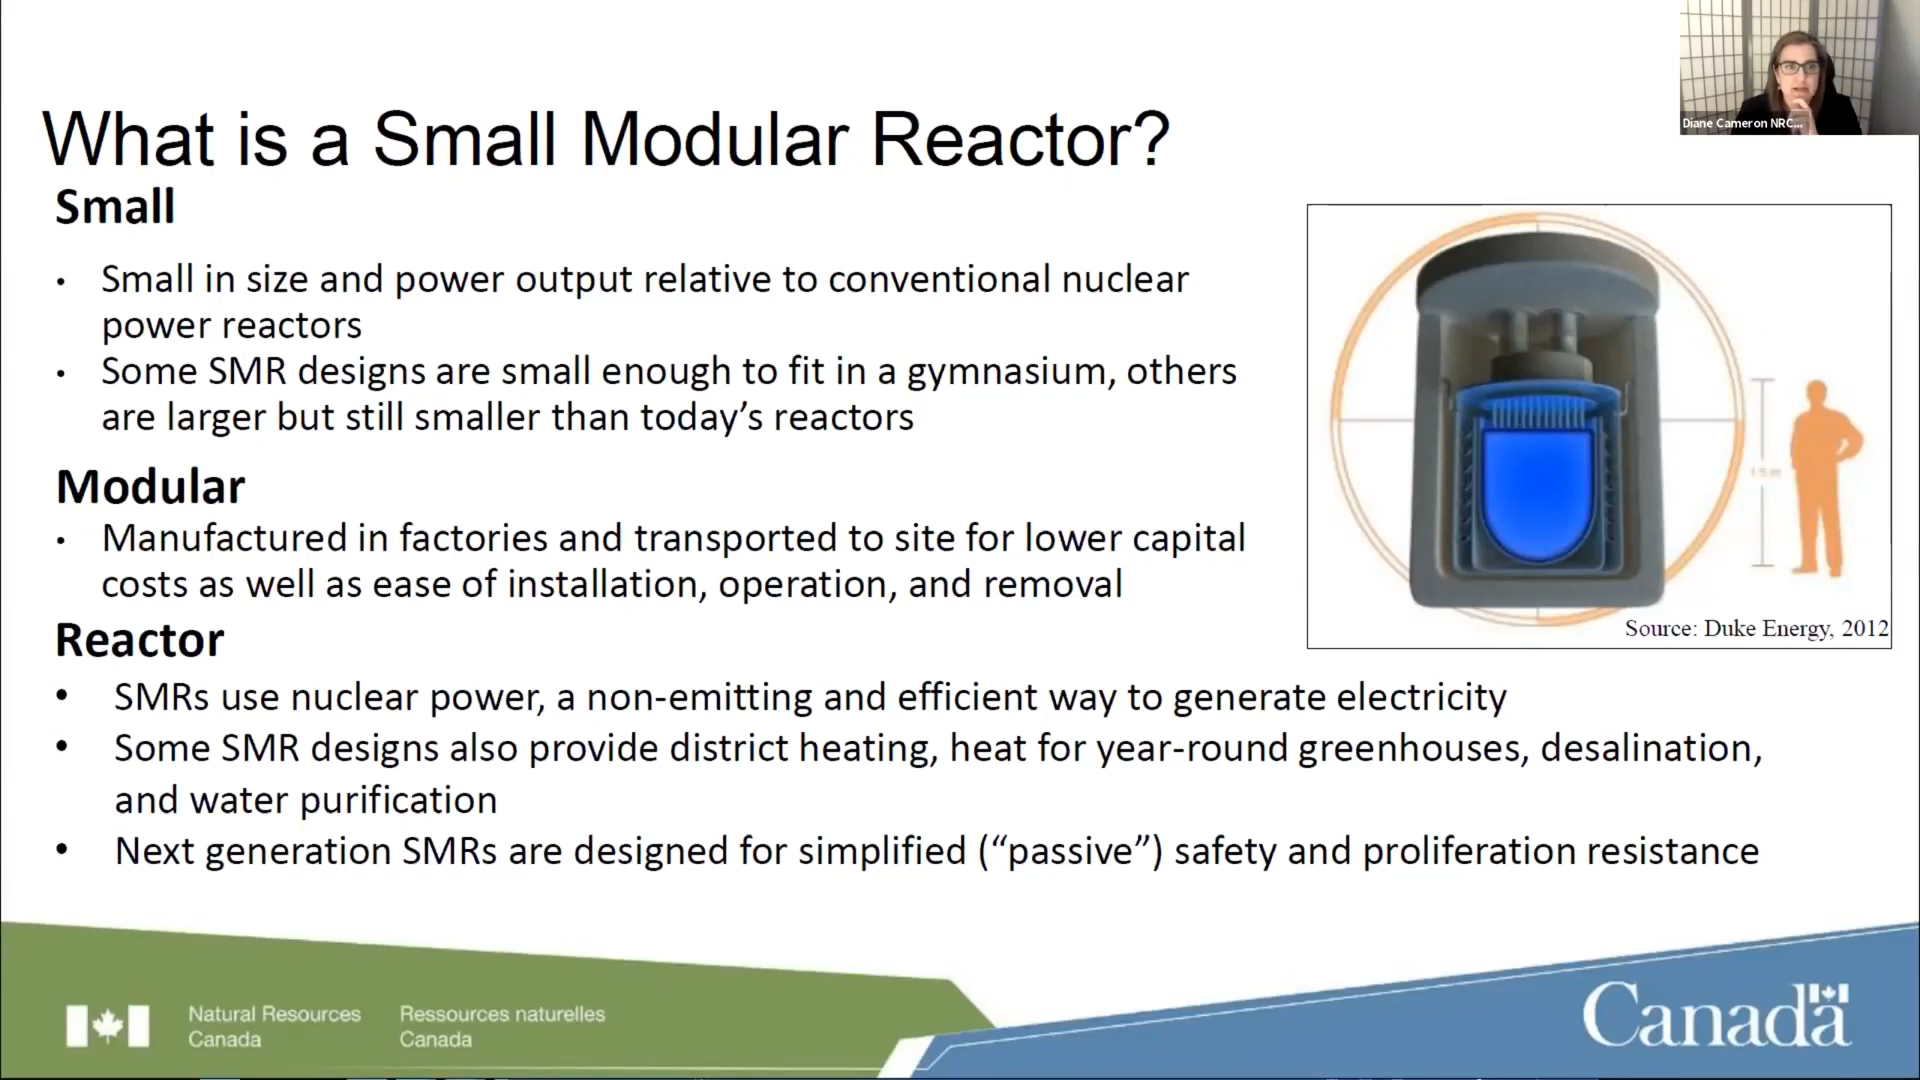 What is a Small Modular Reactor?
Small
• Small in size and power output relative to conventional nuclear
power reactors
• Some SMR designs are small enough to fit in a gymnasium, others
are larger but still smaller than today’s reactors
Modular
• Manufactured in factories and transported to site for lower capital
costs as well as ease of installation, operation, and removal
Reactor
• SMRs use nuclear power, a non-emitting and efficient way to generate electricity
• Some SMR designs also provide district heating, heat for year-round greenhouses, desalination,
and water purification
• Next generation SMRs are designed for simplified (“passive”) safety and proliferation resistance
Diane Cameron NRC...
Source: Duke Energy, 2012
Natural Resources
Canada
Ressources naturelles
Canada
Canada